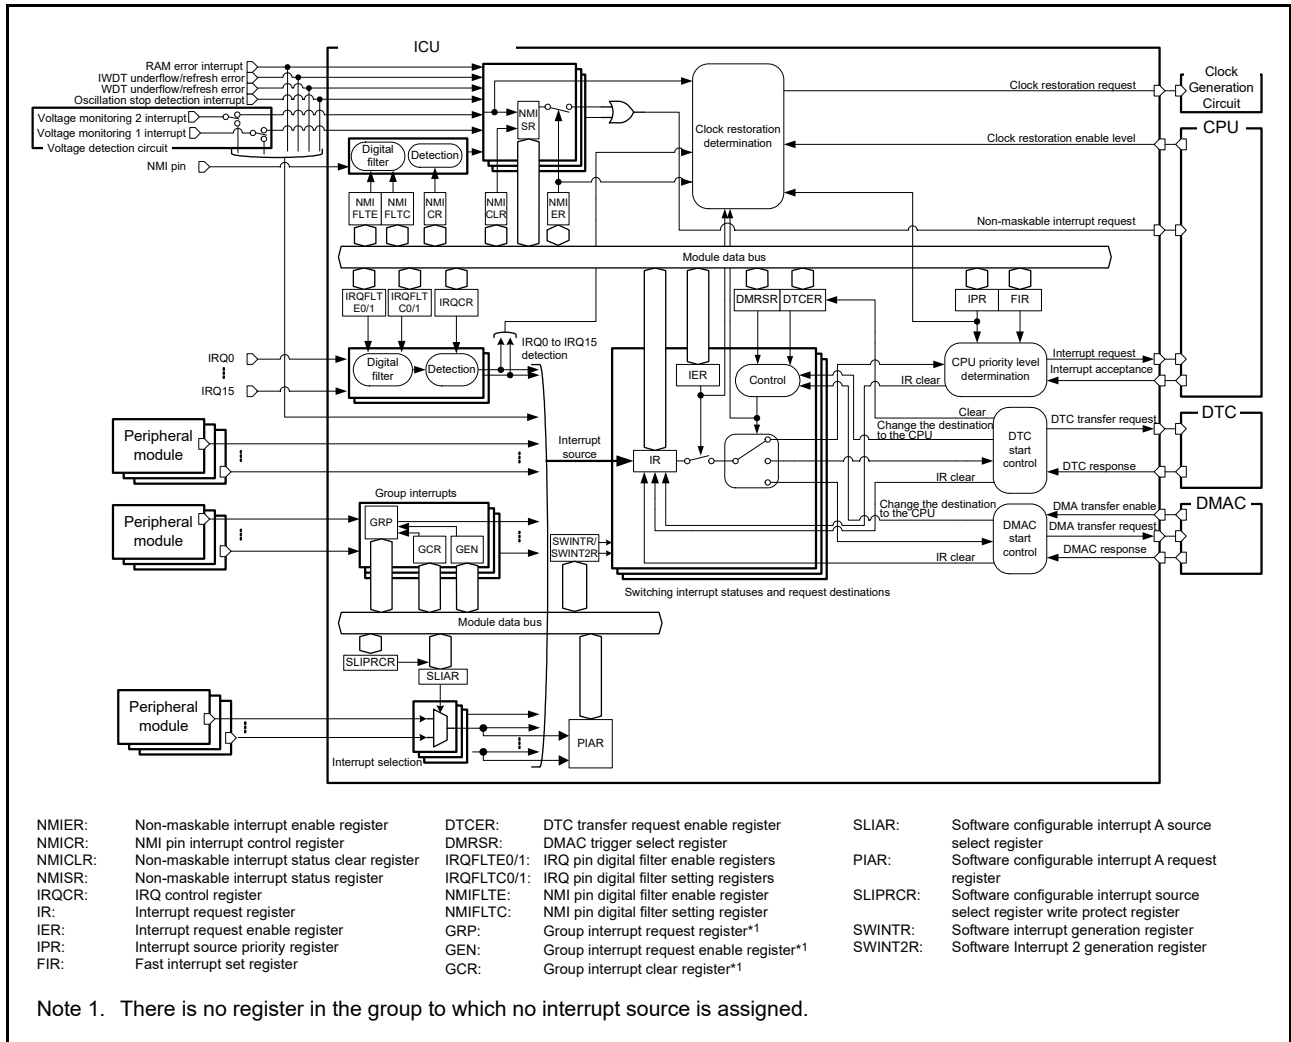 ICU
RAM error interrupt
IWDT underflow/refresh error
WDT underflow/refresh error
Oscillation stop detection interrupt
Voltage monitoring 2 interrupt
Voltage monitoring 1 interrupt
Voltage detection circuit
NMI pin
Digital
filter
Detection
NMI
SR
NMI
FLTE
NMI
FLTC
NMI
CR
NMI
CLR
NMI
ER
Clock restoration
determination
Clock restoration request
Clock
Generation
Circuit
CPU
Clock restoration enable level
Non-maskable interrupt request
Module data bus
IRQFLT
E0/1
IRQFLT
C0/1
IRQCR
DMRSR
DTCER
IPR
FIR
IRQ0
IRQ15
Digital
filter
Detection
IRQ0 to IRQ15
detection
IER
Control
CPU priority level
determination
Interrupt request
Interrupt acceptance
IR clear
Peripheral
module
Interrupt
source
IR
Clear
Change the destination
to the CPU
DTC
start
control
DTC transfer request
DTC response
DTC
IR clear
Peripheral
module
Group interrupts
GRP
GCR
GEN
SWINTR/
SWINT2R
Change the destination
to the CPU
DMAC
start
control
DMA transfer enable
DMA transfer request
DMAC response
DMAC
IR clear
Switching interrupt statuses and request destinations
Module data bus
SLIPRCR
SLIAR
Peripheral
module
Interrupt selection
PIAR
NMIER: Non-maskable interrupt enable register
NMICR: NMI pin interrupt control register
NMICLR: Non-maskable interrupt status clear register
NMISR: Non-maskable interrupt status register
IRQCR: IRQ control register
IR: Interrupt request register
IER: Interrupt request enable register
IPR: Interrupt source priority register
FIR: Fast interrupt set register
DTCER: DTC transfer request enable register
DMRSR: DMAC trigger select register
IRQFLTE0/1: IRQ pin digital filter enable registers
IRQFLTC0/1: IRQ pin digital filter setting registers
NMIFLTE: NMI pin digital filter enable register
NMIFLTC: NMI pin digital filter setting register
GRP: Group interrupt request register*1
GEN: Group interrupt request enable register*1
GCR: Group interrupt clear register*1
SLIAR: Software configurable interrupt A source
select register
PIAR: Software configurable interrupt A request
register
SLIPRCR: Software configurable interrupt source
select register write protect register
SWINTR: Software interrupt generation register
SWINT2R: Software Interrupt 2 generation register
Note 1. There is no register in the group to which no interrupt source is assigned.